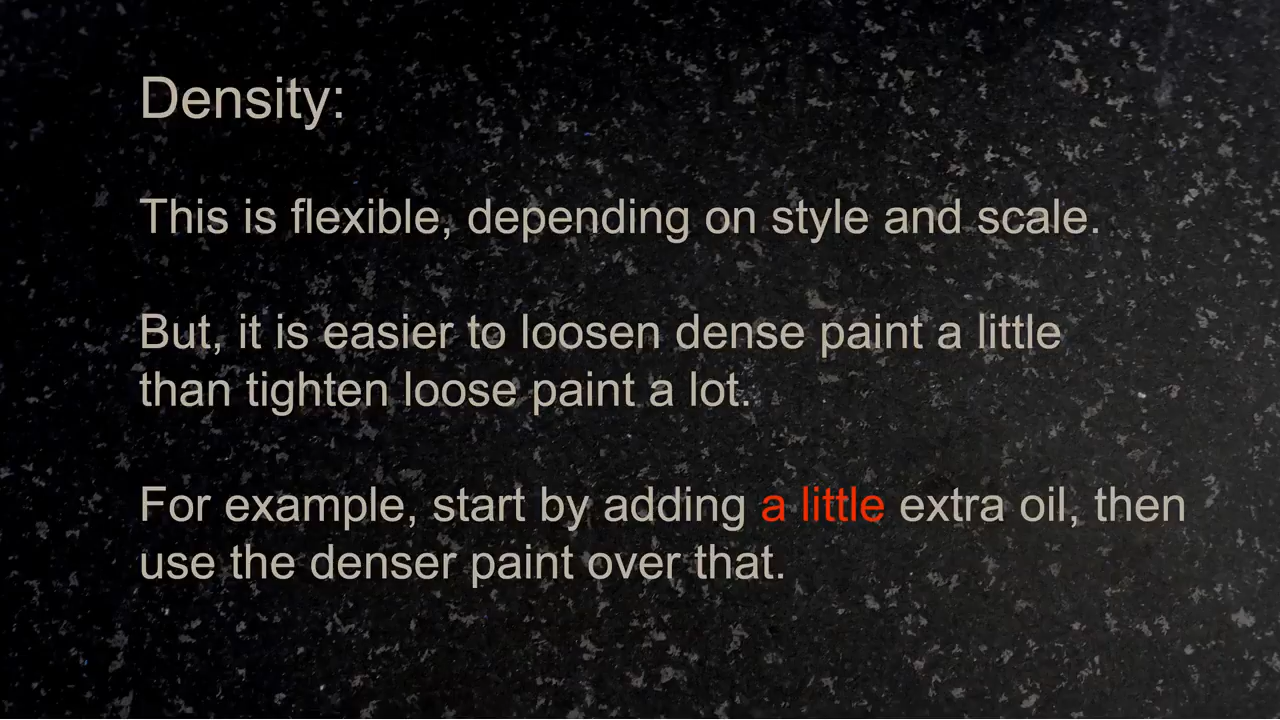 Density:
This is flexible, depending on style and scale.
But, it is easier to loosen dense paint a little
than tighten loose paint a lot.
For example, start by adding a little extra oil, then
use the denser paint over that.